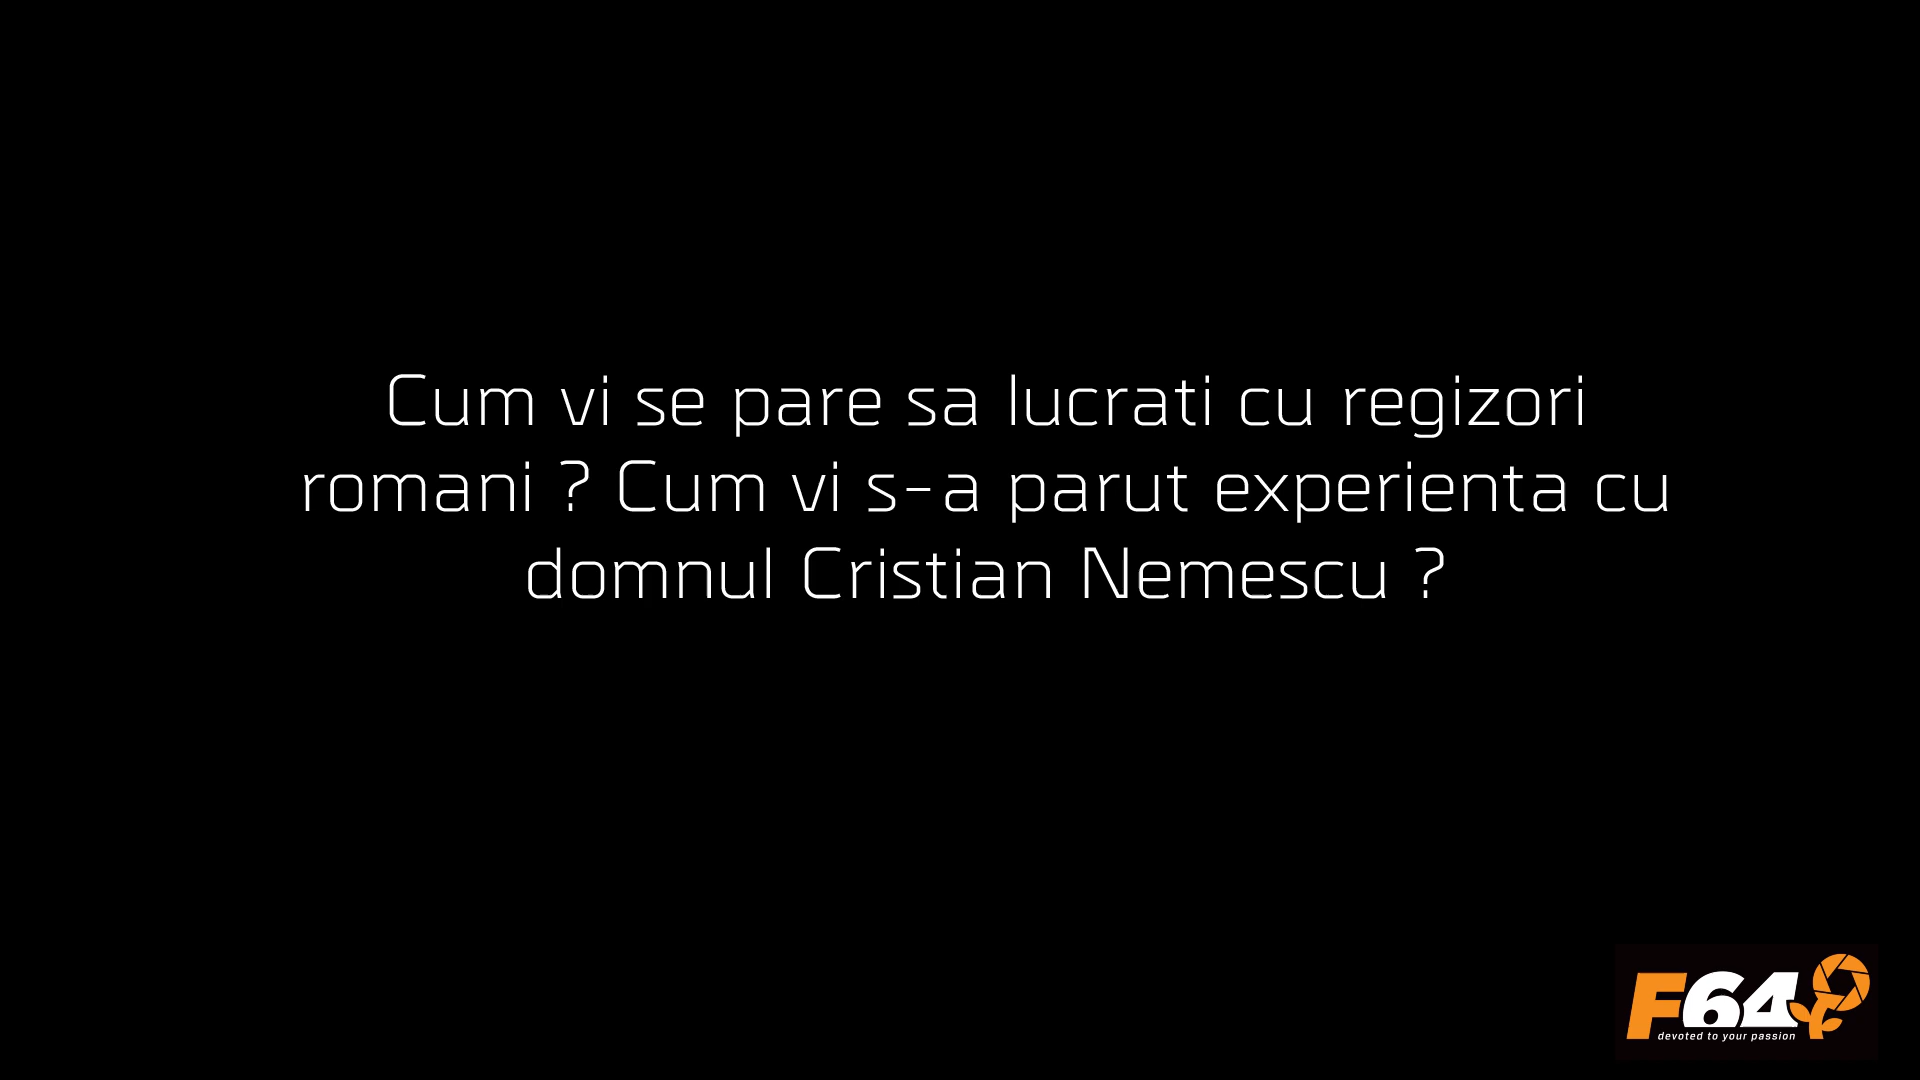 Cum vi se pare sa lucrati cu regizori
romani ? Cum vi s-a parut experienta cu
domnul Cristian Nemescu ?
F64
devoted to your passion